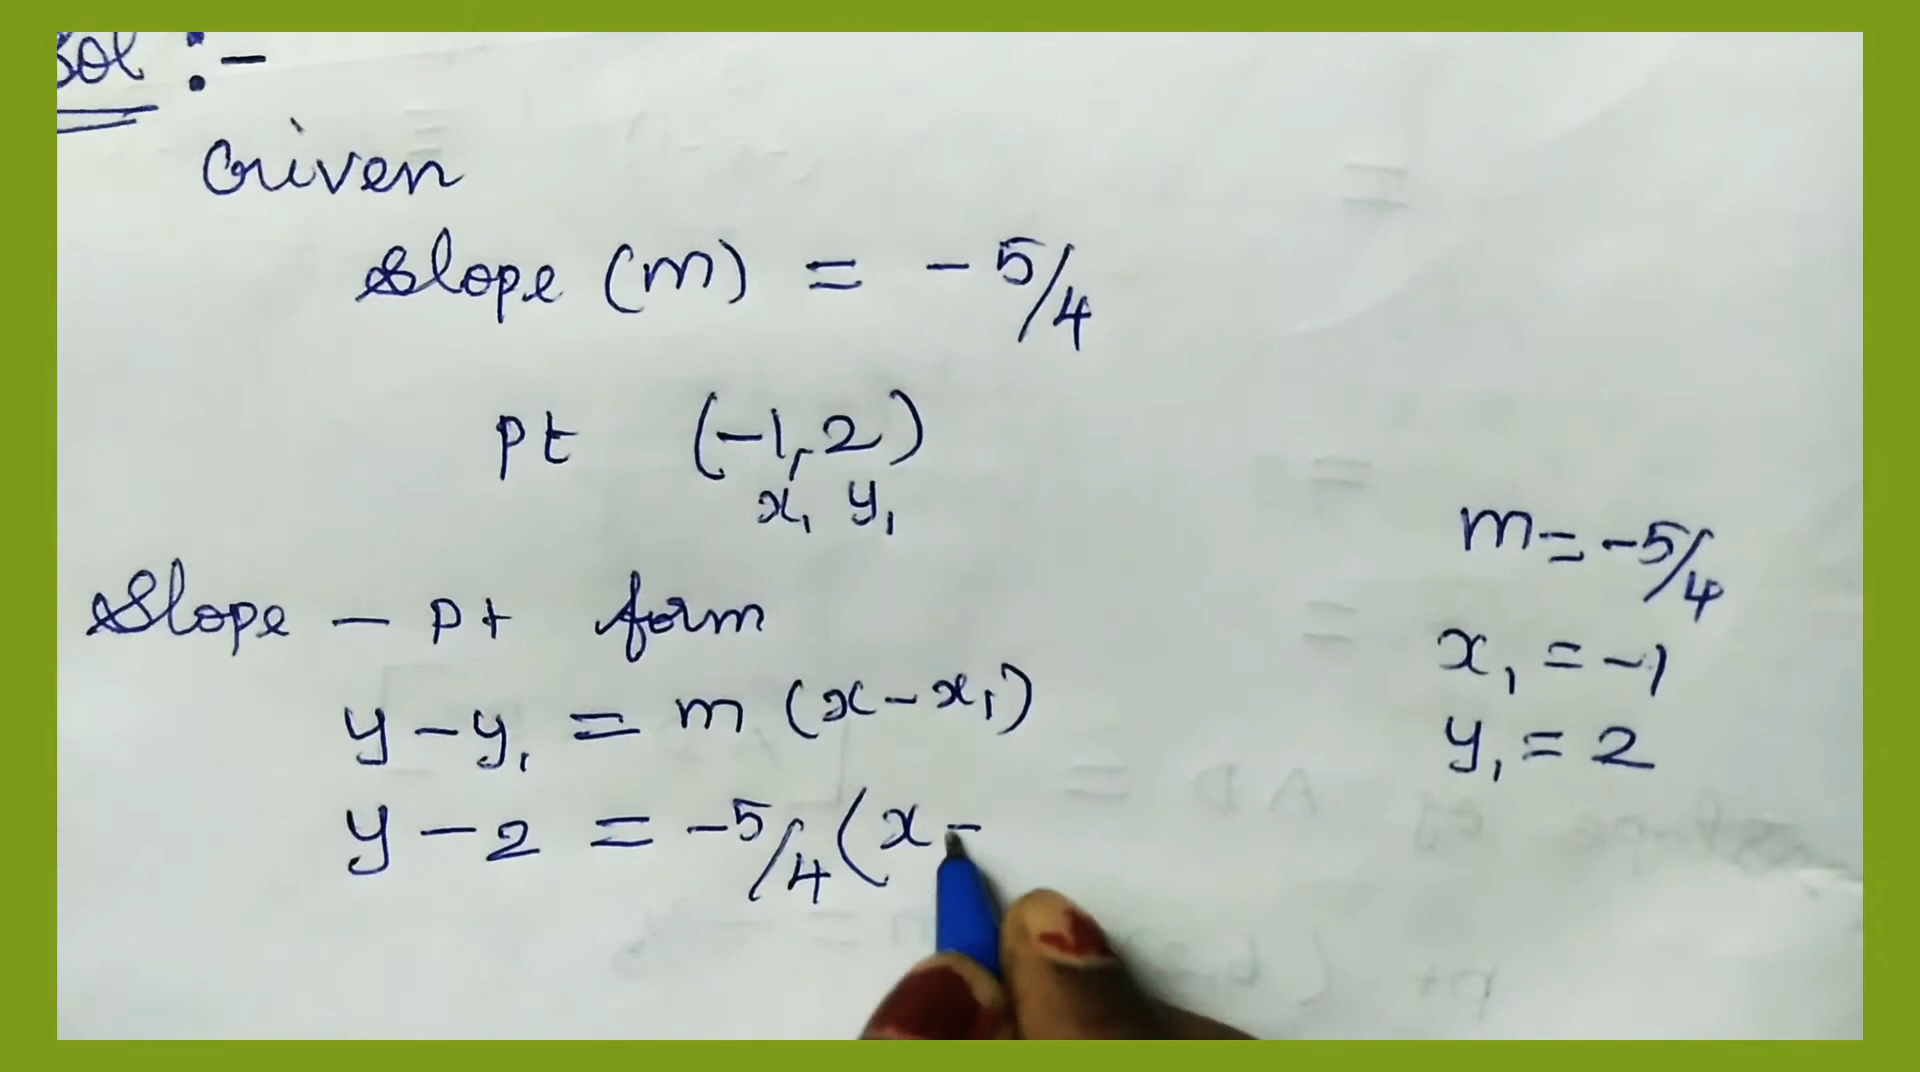 Sol :-
Given
Slope (m) = -5/4
pt (-1, 2)
x₁ y₁
Slope - pt form
y - y₁ = m (x - x₁)
y - 2 = -5/4 (x -
m = -5/4
x₁ = -1
y₁ = 2